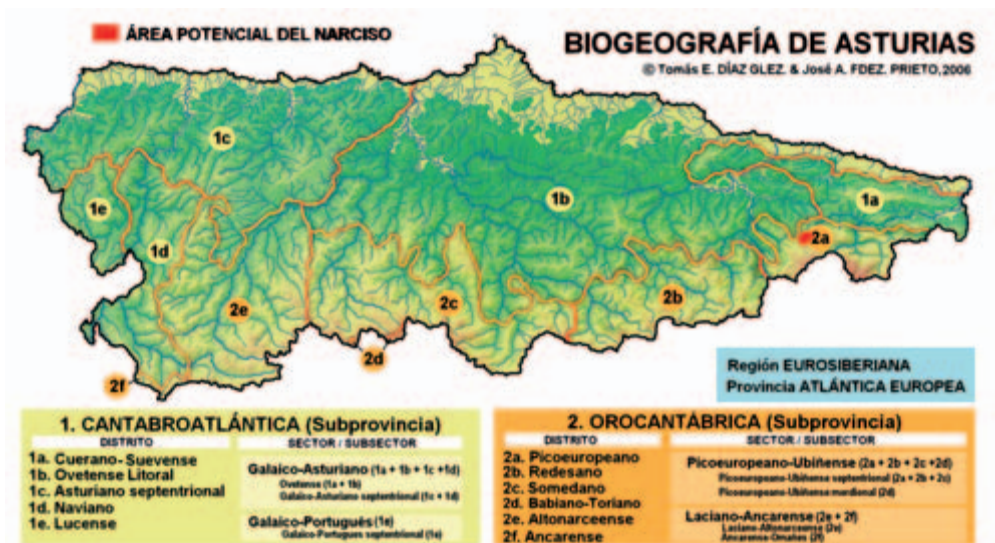 ÁREA POTENCIAL DEL NARCISO
BIOGEOGRAFÍA DE ASTURIAS
© Tomás E. DÍAZ GLEZ. & José A. FDEZ. PRIETO, 2006
1c
1e
1b
1a
1d
2a
2e
2c
2b
2d
2f
Región EUROSIBERIANA
Provincia ATLÁNTICA EUROPEA
1. CANTABROATLÁNTICA (Subprovincia)
DISTRITO
SECTOR / SUBSECTOR
1a. Cuerano-Suevense
1b. Ovetense Litoral
1c. Asturiano septentrional
1d. Naviano
1e. Lucense
Galaico-Asturiano (1a + 1b + 1c +1d)
Ovetense (1a + 1b)
Galaico-Asturiano septentrional (1c + 1d)
Galaico-Portugués (1e)
Galaico-Portugues septentrional (1e)
2. OROCANTÁBRICA (Subprovincia)
DISTRITO
SECTOR / SUBSECTOR
2a. Picoeuropeano
2b. Redesano
2c. Somedano
2d. Babiano-Toriano
2e. Altonarceense
2f. Ancarense
Picoeuropeano-Ubiñense (2a + 2b + 2c +2d)
Picoeuropeano-Ubiñense septentrional (2a + 2b + 2c)
Picoeuropeano-Ubiñense meridional (2d)
Laciano-Ancarense (2e + 2f)
Laciano-Altonarceense (2e)
Ancarense-Omañes (2f)